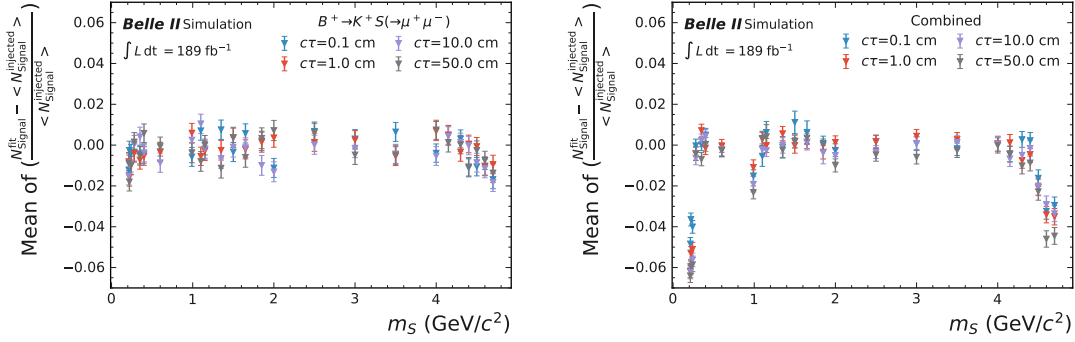 Belle II Simulation
∫ L dt = 189 fb⁻¹
B⁺→K⁺S(→μ⁺μ⁻)
cτ=0.1 cm cτ=10.0 cm
cτ=1.0 cm cτ=50.0 cm
Mean of ( N^fit_Signal − < N^injected_Signal > / < N^injected_Signal > )
0.06
0.04
0.02
0.00
−0.02
−0.04
−0.06
0 1 2 3 4
m_S (GeV/c²)
Belle II Simulation
∫ L dt = 189 fb⁻¹
Combined
cτ=0.1 cm cτ=10.0 cm
cτ=1.0 cm cτ=50.0 cm
Mean of ( N^fit_Signal − < N^injected_Signal > / < N^injected_Signal > )
0.06
0.04
0.02
0.00
−0.02
−0.04
−0.06
0 1 2 3 4
m_S (GeV/c²)